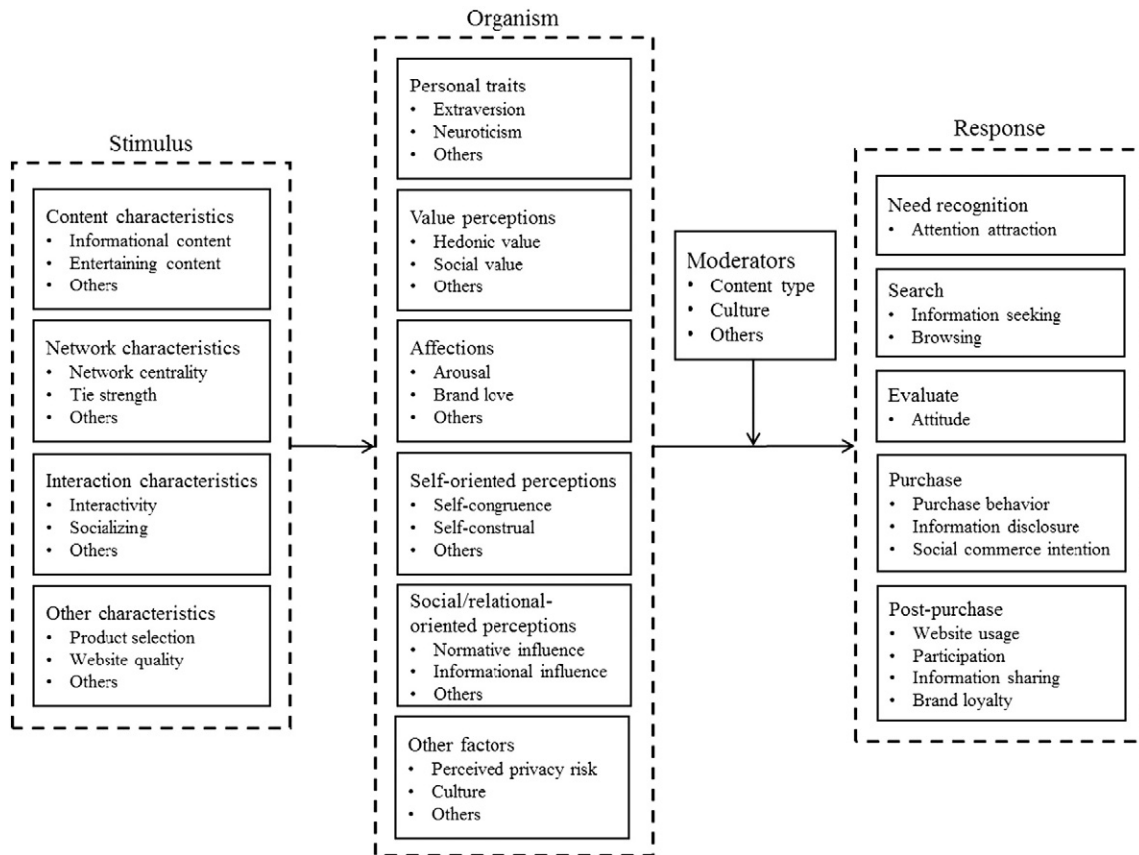 Stimulus
Content characteristics
• Informational content
• Entertaining content
• Others
Network characteristics
• Network centrality
• Tie strength
• Others
Interaction characteristics
• Interactivity
• Socializing
• Others
Other characteristics
• Product selection
• Website quality
• Others
Organism
Personal traits
• Extraversion
• Neuroticism
• Others
Value perceptions
• Hedonic value
• Social value
• Others
Affections
• Arousal
• Brand love
• Others
Self-oriented perceptions
• Self-congruence
• Self-construal
• Others
Social/relational-
oriented perceptions
• Normative influence
• Informational influence
• Others
Other factors
• Perceived privacy risk
• Culture
• Others
Moderators
• Content type
• Culture
• Others
Response
Need recognition
• Attention attraction
Search
• Information seeking
• Browsing
Evaluate
• Attitude
Purchase
• Purchase behavior
• Information disclosure
• Social commerce intention
Post-purchase
• Website usage
• Participation
• Information sharing
• Brand loyalty